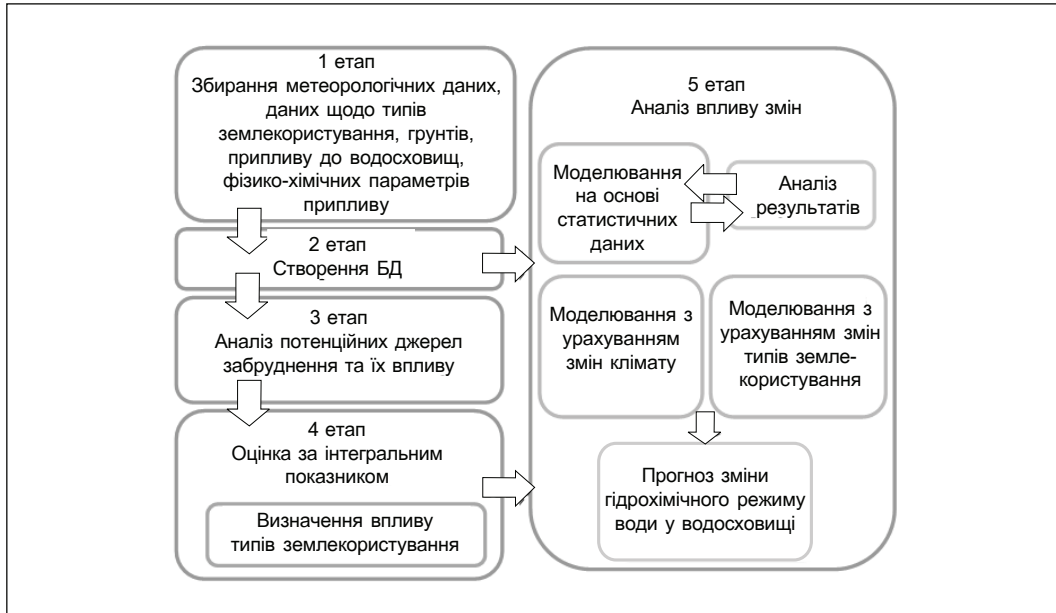 1 етап
Збирання метеорологічних даних,
даних щодо типів
землекористування, грунтів,
припливу до водосховищ,
фізико-хімічних параметрів
припливу
2 етап
Створення БД
3 етап
Аналіз потенційних джерел
забруднення та їх впливу
4 етап
Оцінка за інтегральним
показником
Визначення впливу
типів землекористування
5 етап
Аналіз впливу змін
Моделювання
на основі
статистичних
даних
Аналіз
результатів
Моделювання з
урахуванням
змін клімату
Моделювання з
урахуванням змін
типів земле-
користування
Прогноз зміни
гідрохімічного режиму
води у водосховищі